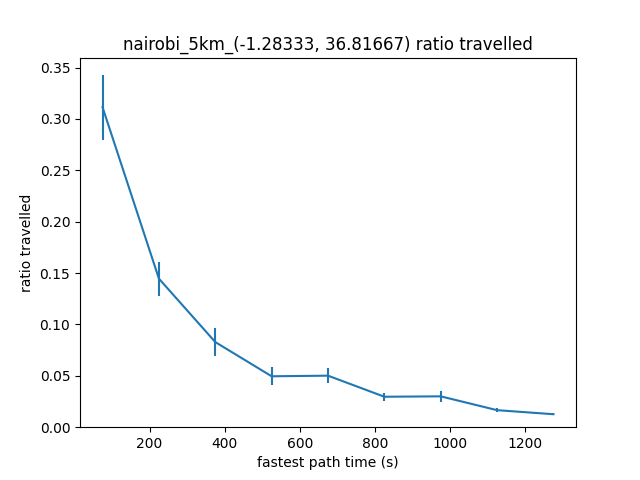 nairobi_5km_(-1.28333, 36.81667) ratio travelled
0.35
0.30
0.25
0.20
0.15
0.10
0.05
0.00
ratio travelled
200 400 600 800 1000 1200
fastest path time (s)